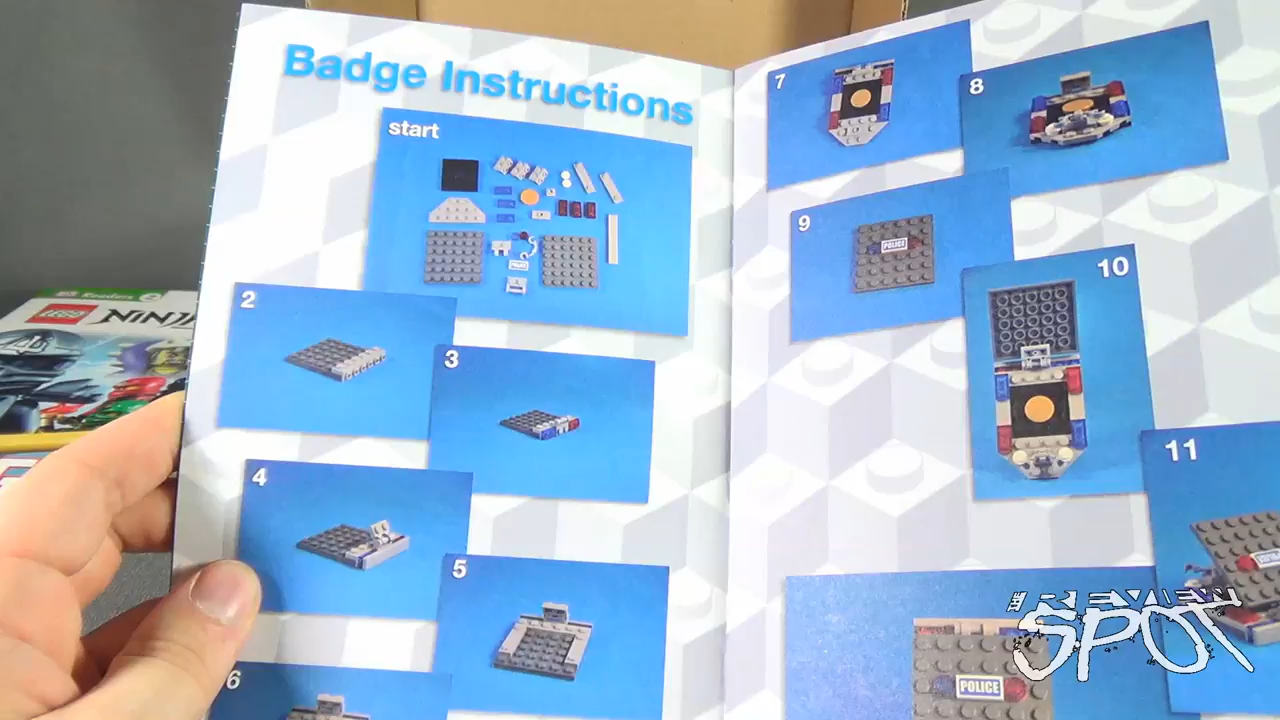 Badge Instructions
start
2
3
4
5
6
7
8
9
POLICE
10
11
POLICE
Readers
LEGO
NINJA
THE REVIEW
SPOT